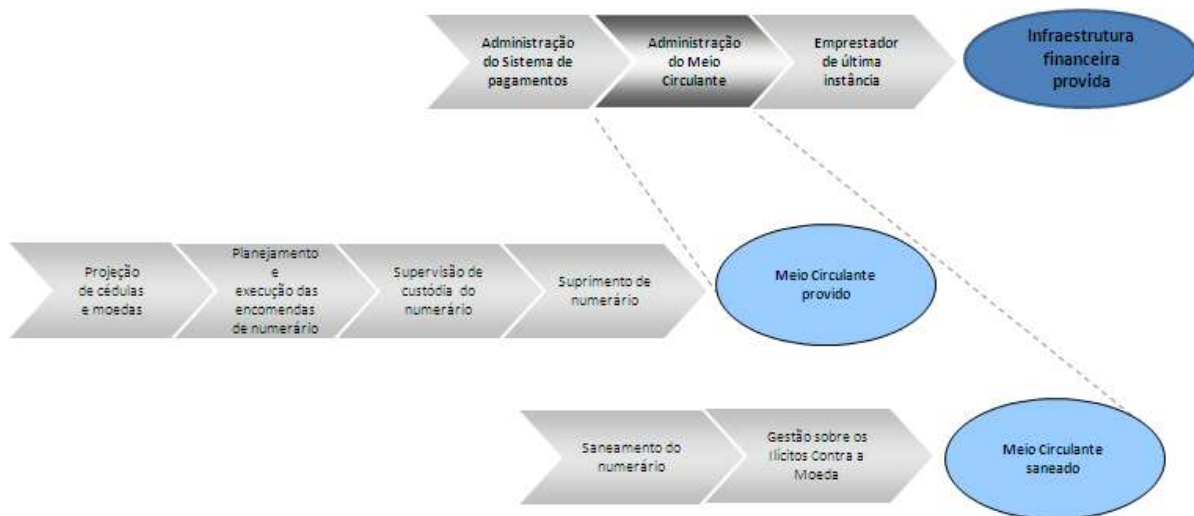 Administração
do Sistema de
pagamentos
Administração
do Meio
Circulante
Emprestador
de última
instância
Infraestrutura
financeira
provida
Projeção
de cédulas
e moedas
Planejamento
e
execução das
encomendas
de numerário
Supervisão de
custódia do
numerário
Suprimento de
numerário
Meio Circulante
provido
Saneamento do
numerário
Gestão sobre os
Ilícitos Contra a
Moeda
Meio Circulante
saneado